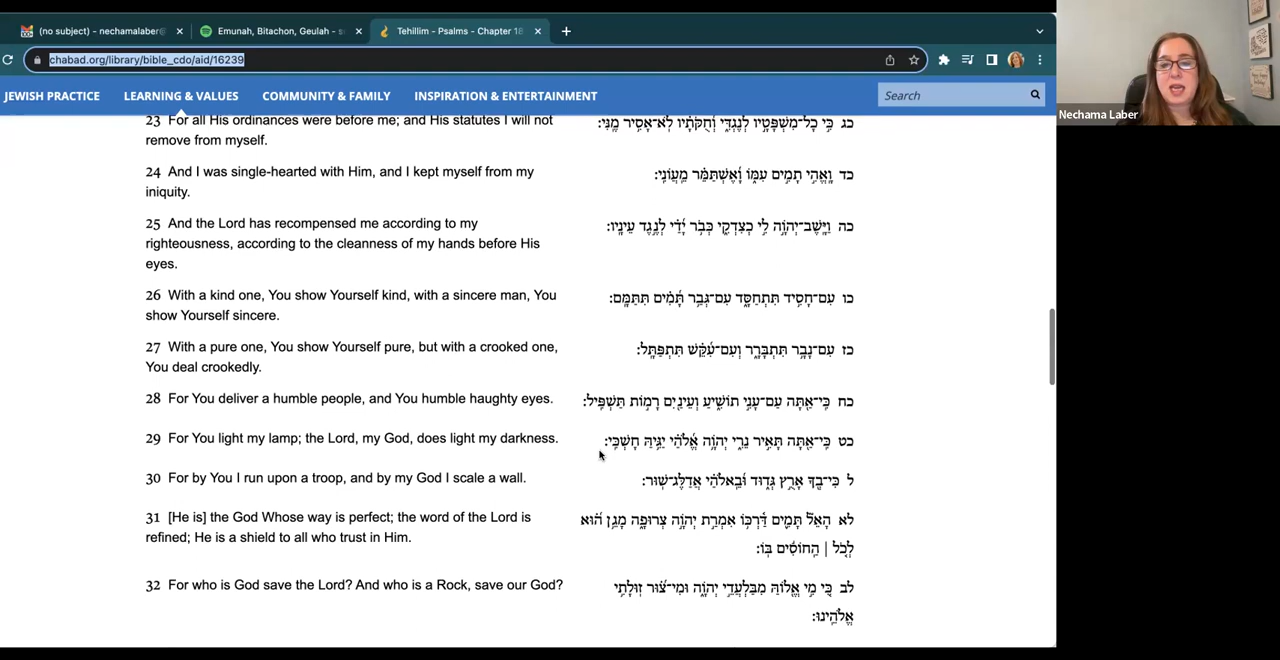 (no subject) - nechamalaber@
Emunah, Bitachon, Geulah - s
Tehillim - Psalms - Chapter 18
chabad.org/library/bible_cdo/aid/16239
JEWISH PRACTICE LEARNING & VALUES COMMUNITY & FAMILY INSPIRATION & ENTERTAINMENT Search
Nechama Laber
23 For all His ordinances were before me; and His statutes I will not
remove from myself.
כג כִּ֣י כָל־מִשְׁפָּטָ֣יו לְנֶגְדִּ֑י וְ֜חֻקֹּתָ֗יו לֹא־אָסִ֥יר מֶֽנִּי:
24 And I was single-hearted with Him, and I kept myself from my
iniquity.
כד וָֽאֱהִ֣י תָמִ֣ים עִמּ֑וֹ וָ֜אֶשְׁתַּמֵּ֗ר מֵֽעֲו‍ֹנִֽי:
25 And the Lord has recompensed me according to my
righteousness, according to the cleanness of my hands before His
eyes.
כה וַיָּֽשֶׁב־יְהֹוָ֣ה לִ֣י כְצִדְקִ֑י כְּבֹ֥ר יָ֜דַ֗י לְנֶ֣גֶד עֵינָֽיו:
26 With a kind one, You show Yourself kind, with a sincere man, You
show Yourself sincere.
כו עִם־חָסִ֥יד תִּתְחַסָּ֑ד עִם־גְּבַ֥ר תָּ֜מִ֗ים תִּתַּמָּֽם:
27 With a pure one, You show Yourself pure, but with a crooked one,
You deal crookedly.
כז עִם־נָבָ֥ר תִּתְבָּרָ֑ר וְעִם־עִ֜קֵּ֗שׁ תִּתְפַּתָּֽל:
28 For You deliver a humble people, and You humble haughty eyes.
כח כִּֽי־אַ֖תָּה עַם־עָנִ֣י תוֹשִׁ֑יעַ וְעֵינַ֖יִם רָמ֣וֹת תַּשְׁפִּֽיל:
29 For You light my lamp; the Lord, my God, does light my darkness.
כט כִּֽי־אַ֖תָּה תָּאִ֣יר נֵרִ֑י יְהֹוָ֥ה אֱ֜לֹהַ֗י יַגִּ֥יהַּ חָשְׁכִּֽי:
30 For by You I run upon a troop, and by my God I scale a wall.
ל כִּי־בְ֖ךָ אָרֻ֣ץ גְּד֑וּד וּ֜בֵֽאלֹהַ֗י אֲדַלֶּג־שֽׁוּר:
31 [He is] the God Whose way is perfect; the word of the Lord is
refined; He is a shield to all who trust in Him.
לא הָאֵל֘ תָּמִ֪ים דַּ֫רְכּ֥וֹ אִמְרַ֣ת יְהֹוָ֣ה צְרוּפָ֑ה מָגֵ֥ן ה֜֗וּא
לְכֹ֚ל | הַֽחוֹסִ֬ים בּֽוֹ:
32 For who is God save the Lord? And who is a Rock, save our God?
לב כִּ֚י מִ֣י אֱ֖לוֹהַּ מִבַּלְעֲדֵ֣י יְהֹוָ֑ה וּמִי־צ֜֗וּר זֽוּלָתִ֥י
אֱלֹהֵֽינוּ: